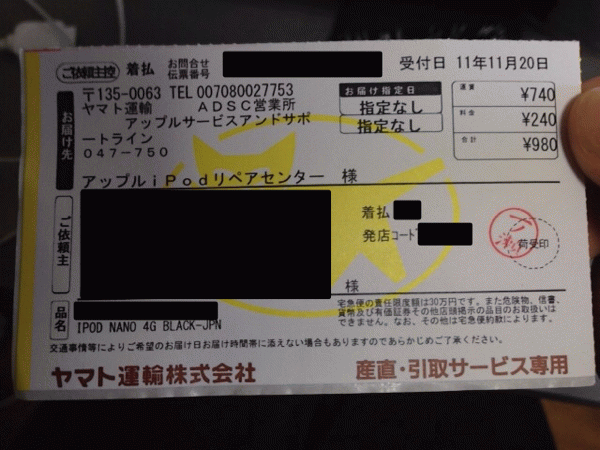 ご依頼主控 着払 お問合せ伝票番号 受付日 11年11月20日
お届け先
〒135-0063 TEL 007080027753
ヤマト運輸 ADSC営業所
アップルサービスアンドサポ
ートライン
047-750
アップルiPodリペアセンター 様
お届け指定日
指定なし
指定なし
運賃 ¥740
料金 ¥240
合計 ¥980
ご依頼主
様
着払
発店コード
荷受印
品名
IPOD NANO 4G BLACK-JPN
宅急便の責任限度額は30万円です。また危険物、信書、
貨幣及び有価証券その他店頭掲示の品目のお取扱いは
できません。なお、その他は宅急便約款によります。
交通事情等によりご希望のお届け日お届け時間帯に添えない場合もありますのであらかじめご了承ください。
ヤマト運輸株式会社 産直・引取サービス専用